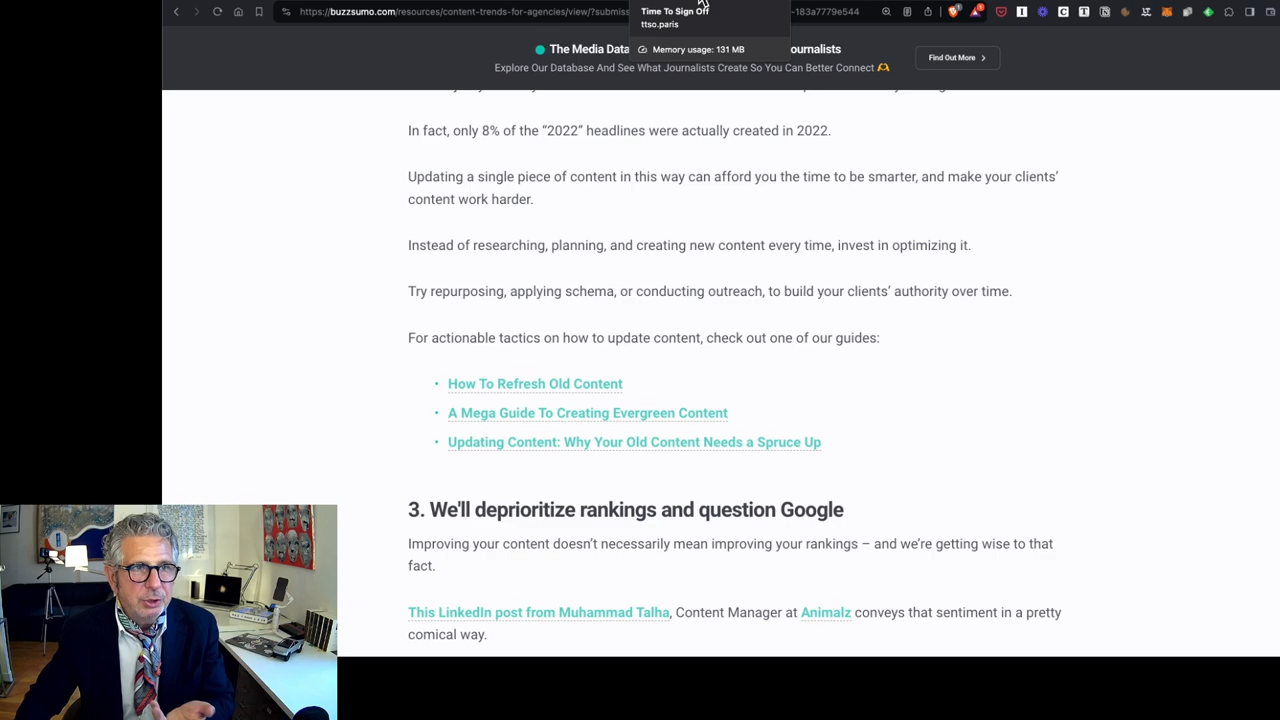 https://buzzsumo.com/resources/content-trends-for-agencies/view/?submiss
-183a7779e544
Time To Sign Off
ttso.paris
Memory usage: 131 MB
The Media Data
ournalists
Explore Our Database And See What Journalists Create So You Can Better Connect 🫶
Find Out More
In fact, only 8% of the “2022” headlines were actually created in 2022.
Updating a single piece of content in this way can afford you the time to be smarter, and make your clients’
content work harder.
Instead of researching, planning, and creating new content every time, invest in optimizing it.
Try repurposing, applying schema, or conducting outreach, to build your clients’ authority over time.
For actionable tactics on how to update content, check out one of our guides:
• How To Refresh Old Content
• A Mega Guide To Creating Evergreen Content
• Updating Content: Why Your Old Content Needs a Spruce Up
3. We'll deprioritize rankings and question Google
Improving your content doesn’t necessarily mean improving your rankings – and we’re getting wise to that
fact.
This LinkedIn post from Muhammad Talha, Content Manager at Animalz conveys that sentiment in a pretty
comical way.